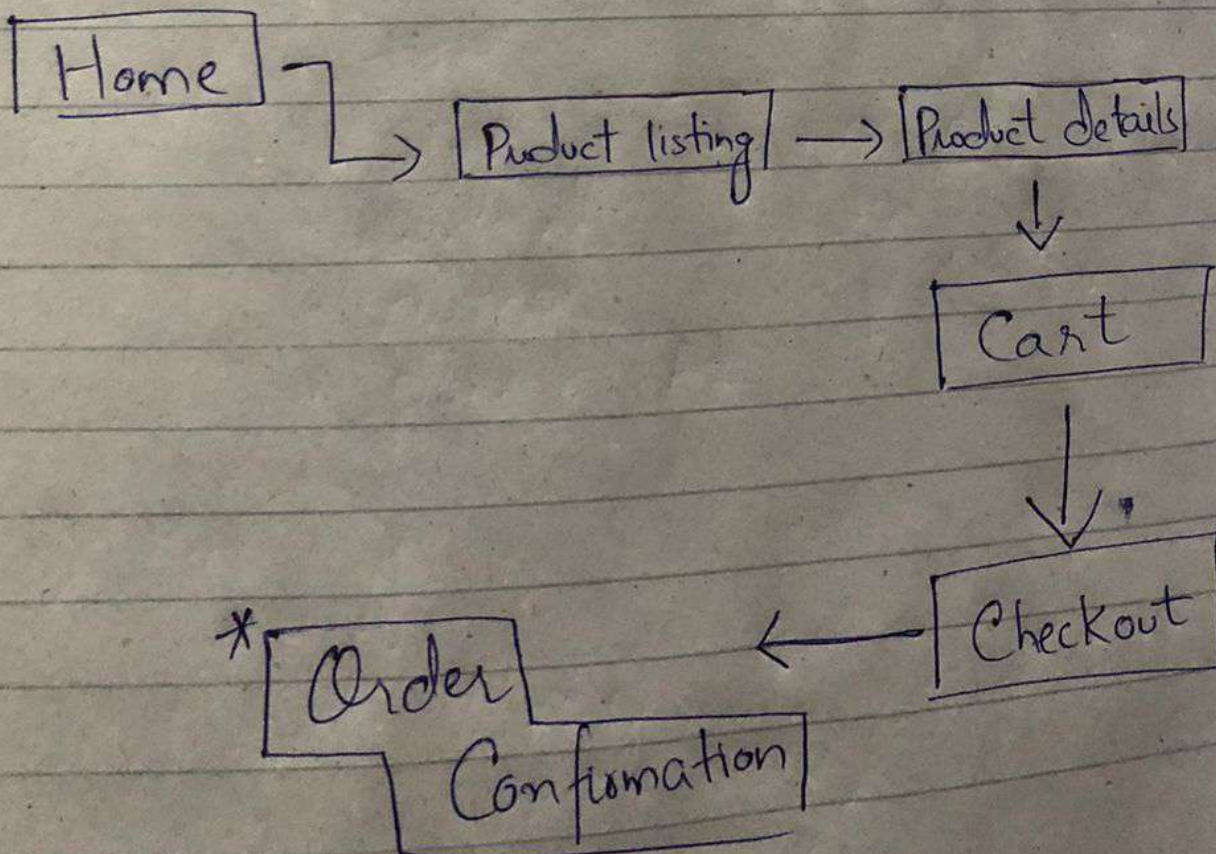 Home
Product listing
Product details
Cart
Checkout
* Order
Confirmation